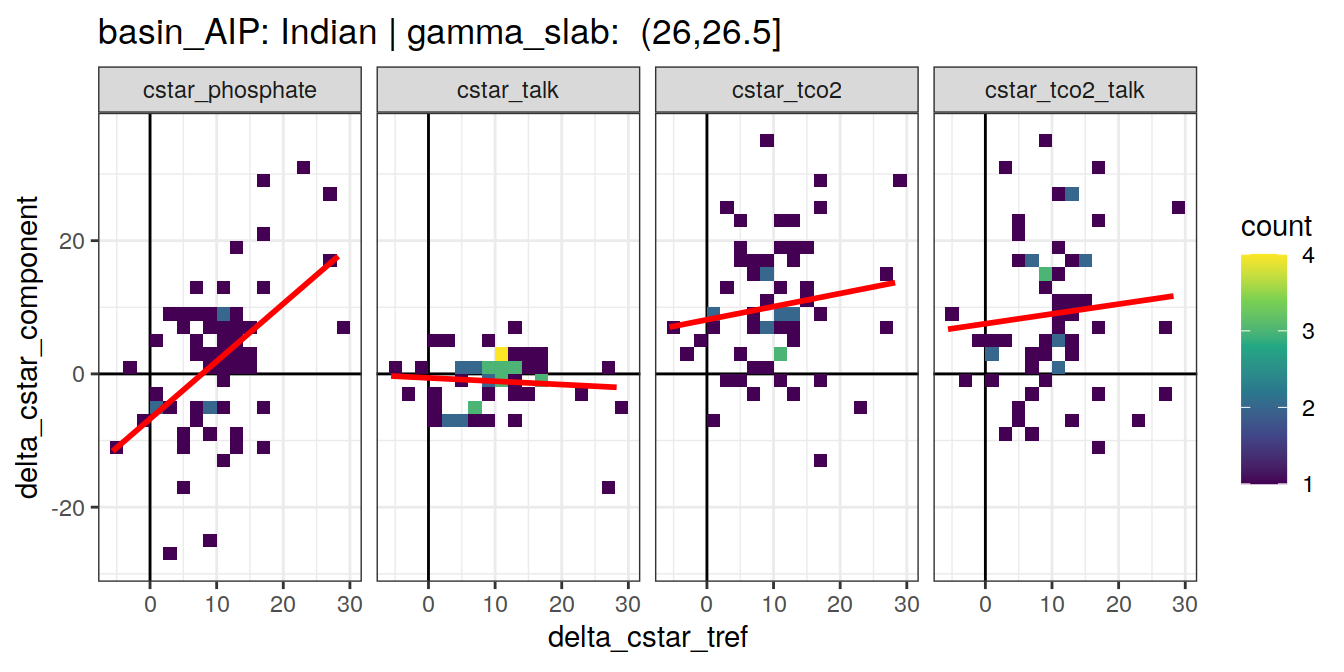 basin_AIP: Indian | gamma_slab:  (26,26.5]
cstar_phosphate
cstar_talk
cstar_tco2
cstar_tco2_talk
delta_cstar_component
20
0
-20
0 10 20 30
0 10 20 30
0 10 20 30
0 10 20 30
delta_cstar_tref
count
4
3
2
1